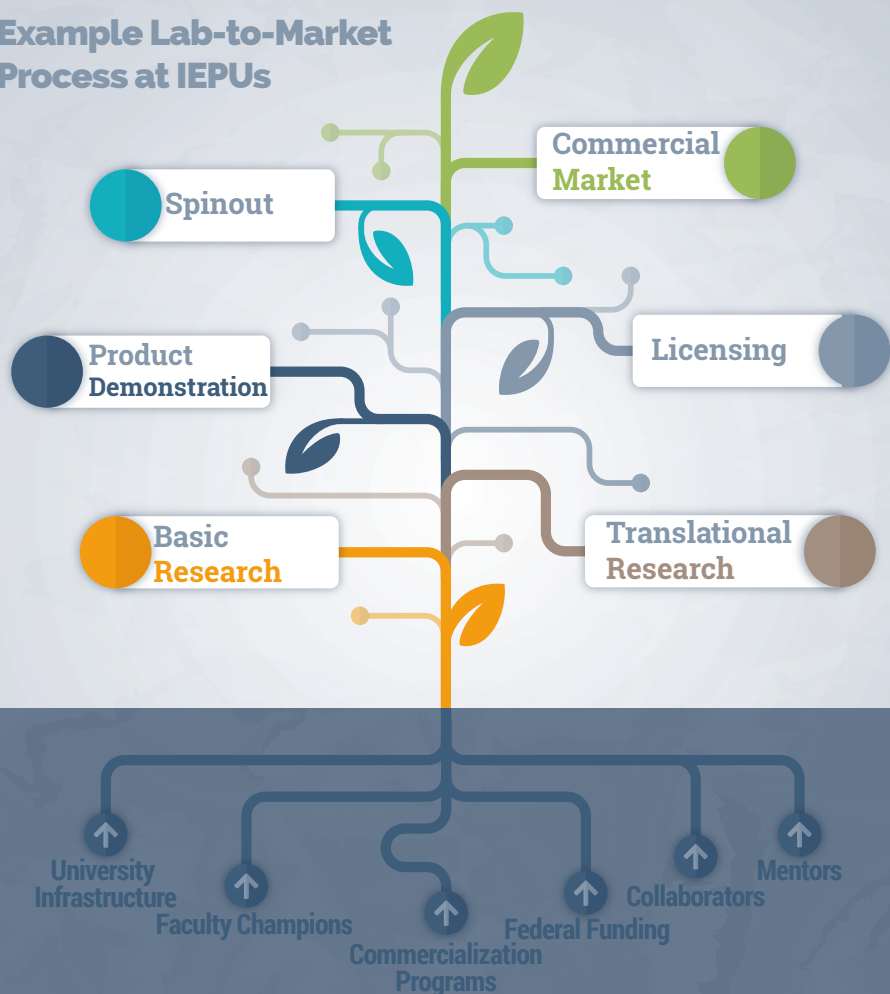 Example Lab-to-Market
Process at IEPUs
Commercial
Market
Spinout
Licensing
Product
Demonstration
Basic
Research
Translational
Research
University
Infrastructure
Faculty Champions
Commercialization
Programs
Federal Funding
Collaborators
Mentors